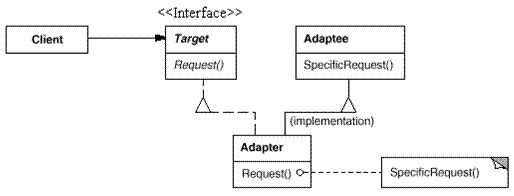 <<Interface>>
Client
Target
Adaptee
Request()
SpecificRequest()
(implementation)
Adapter
Request()
SpecificRequest()